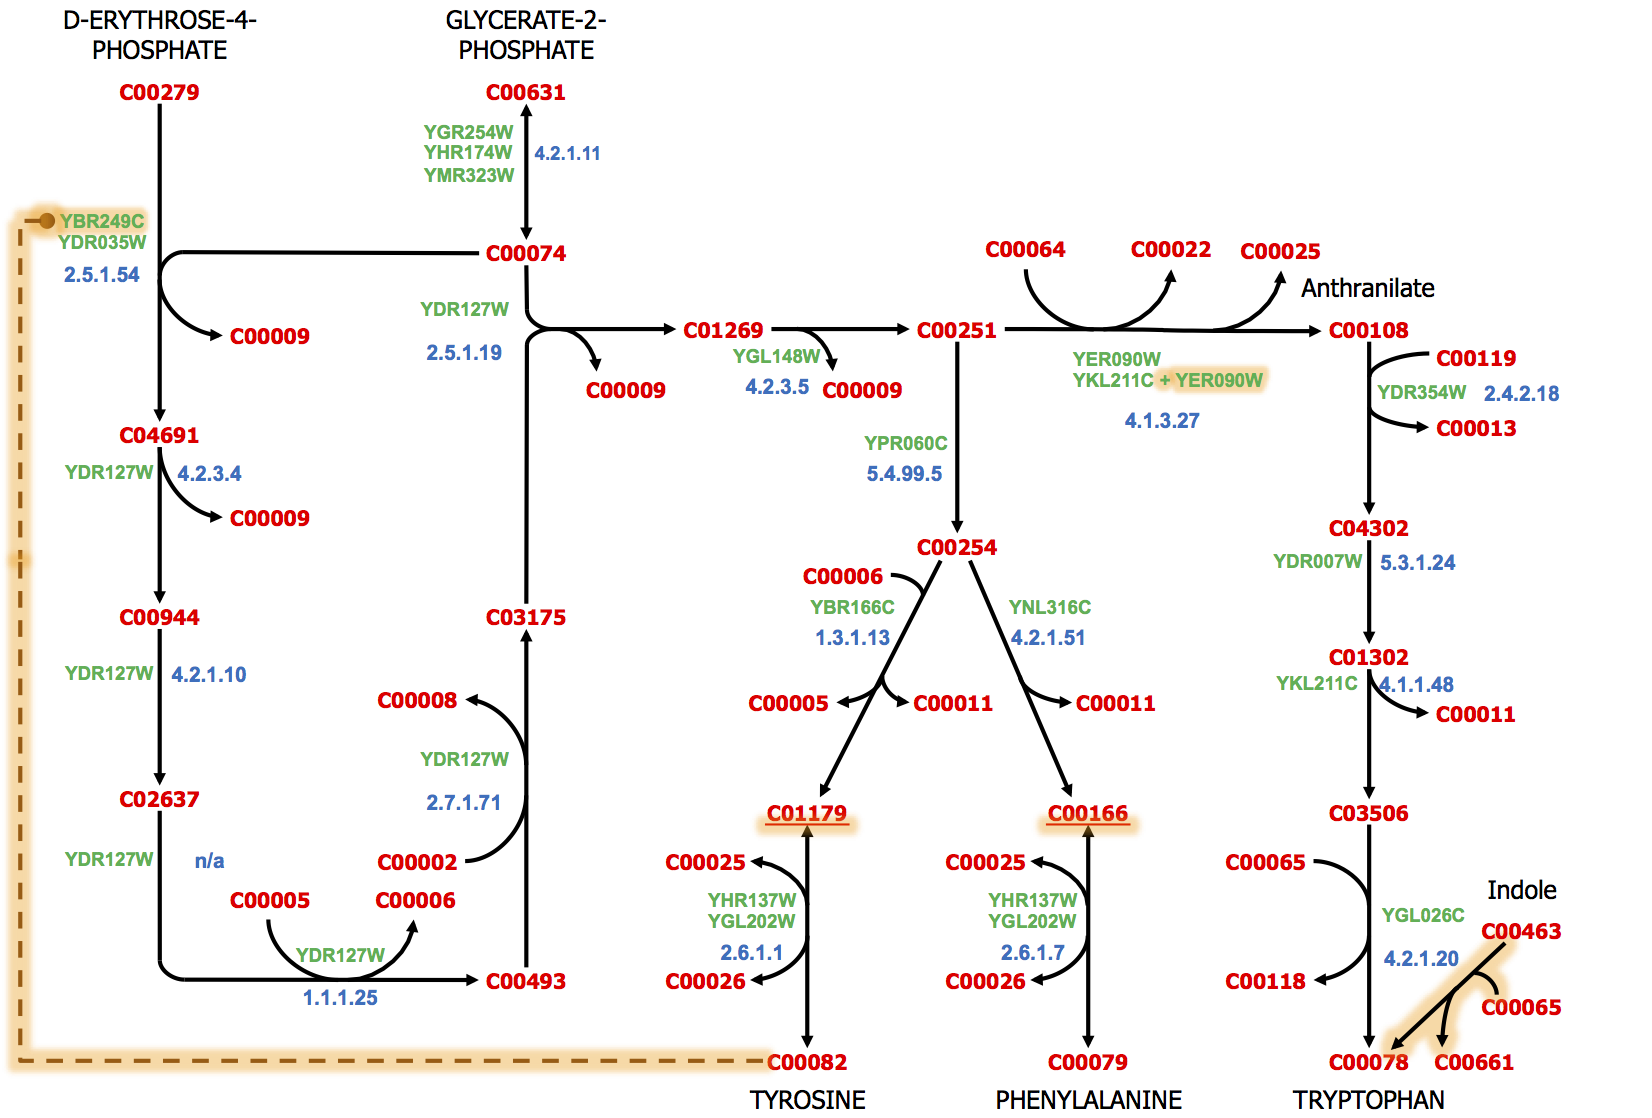 D-ERYTHROSE-4-
PHOSPHATE
GLYCERATE-2-
PHOSPHATE
C00279
C00631
YGR254W
YHR174W
YMR323W
4.2.1.11
YBR249C
YDR035W
2.5.1.54
C00074
C00009
YDR127W
2.5.1.19
C00009
C01269
YGL148W
4.2.3.5
C00009
C00251
C00064
C00022
C00025
Anthranilate
C00108
YER090W
YKL211C + YER090W
4.1.3.27
C00119
YDR354W
2.4.2.18
C00013
C04691
YDR127W
4.2.3.4
C00009
YPR060C
5.4.99.5
C00254
C04302
YDR007W
5.3.1.24
C00006
YBR166C
1.3.1.13
YNL316C
4.2.1.51
C00944
C03175
C01302
YKL211C
4.1.1.48
C00011
YDR127W
4.2.1.10
C00008
C00005
C00011
C00011
YDR127W
2.7.1.71
C02637
C01179
C00166
C03506
YDR127W
n/a
C00002
C00025
C00025
C00065
C00005
C00006
YHR137W
YGL202W
2.6.1.1
YHR137W
YGL202W
2.6.1.7
YGL026C
4.2.1.20
Indole
C00463
YDR127W
1.1.1.25
C00493
C00026
C00026
C00118
C00065
C00082
C00079
C00078
C00661
TYROSINE
PHENYLALANINE
TRYPTOPHAN